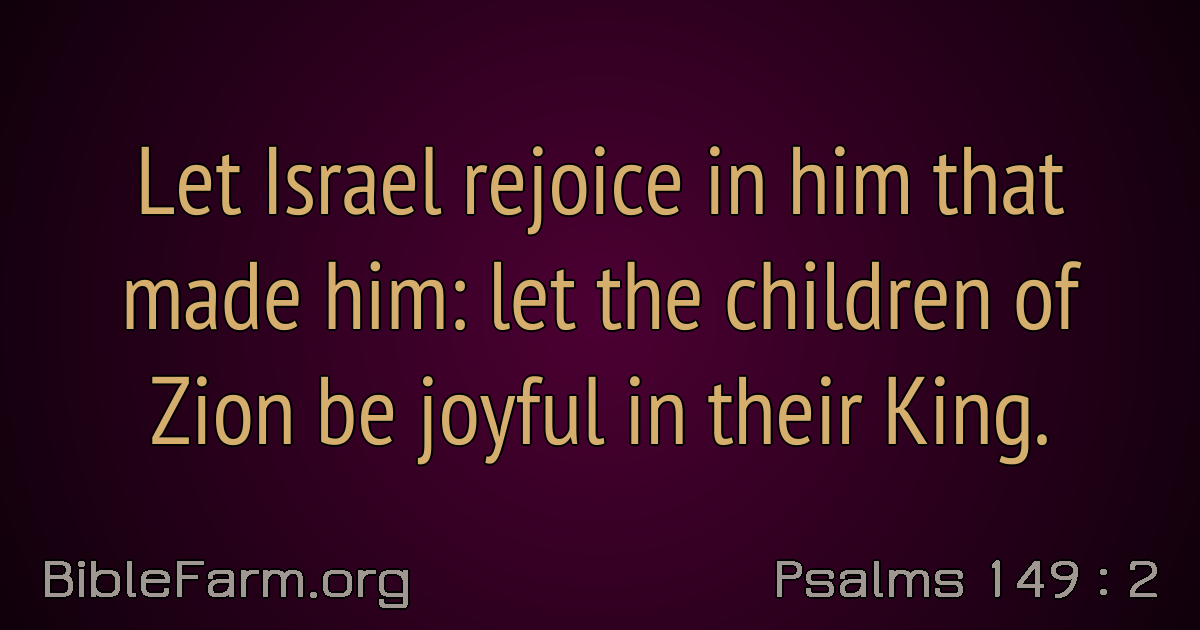 Let Israel rejoice in him that
made him: let the children of
Zion be joyful in their King.
BibleFarm.org
Psalms 149 : 2